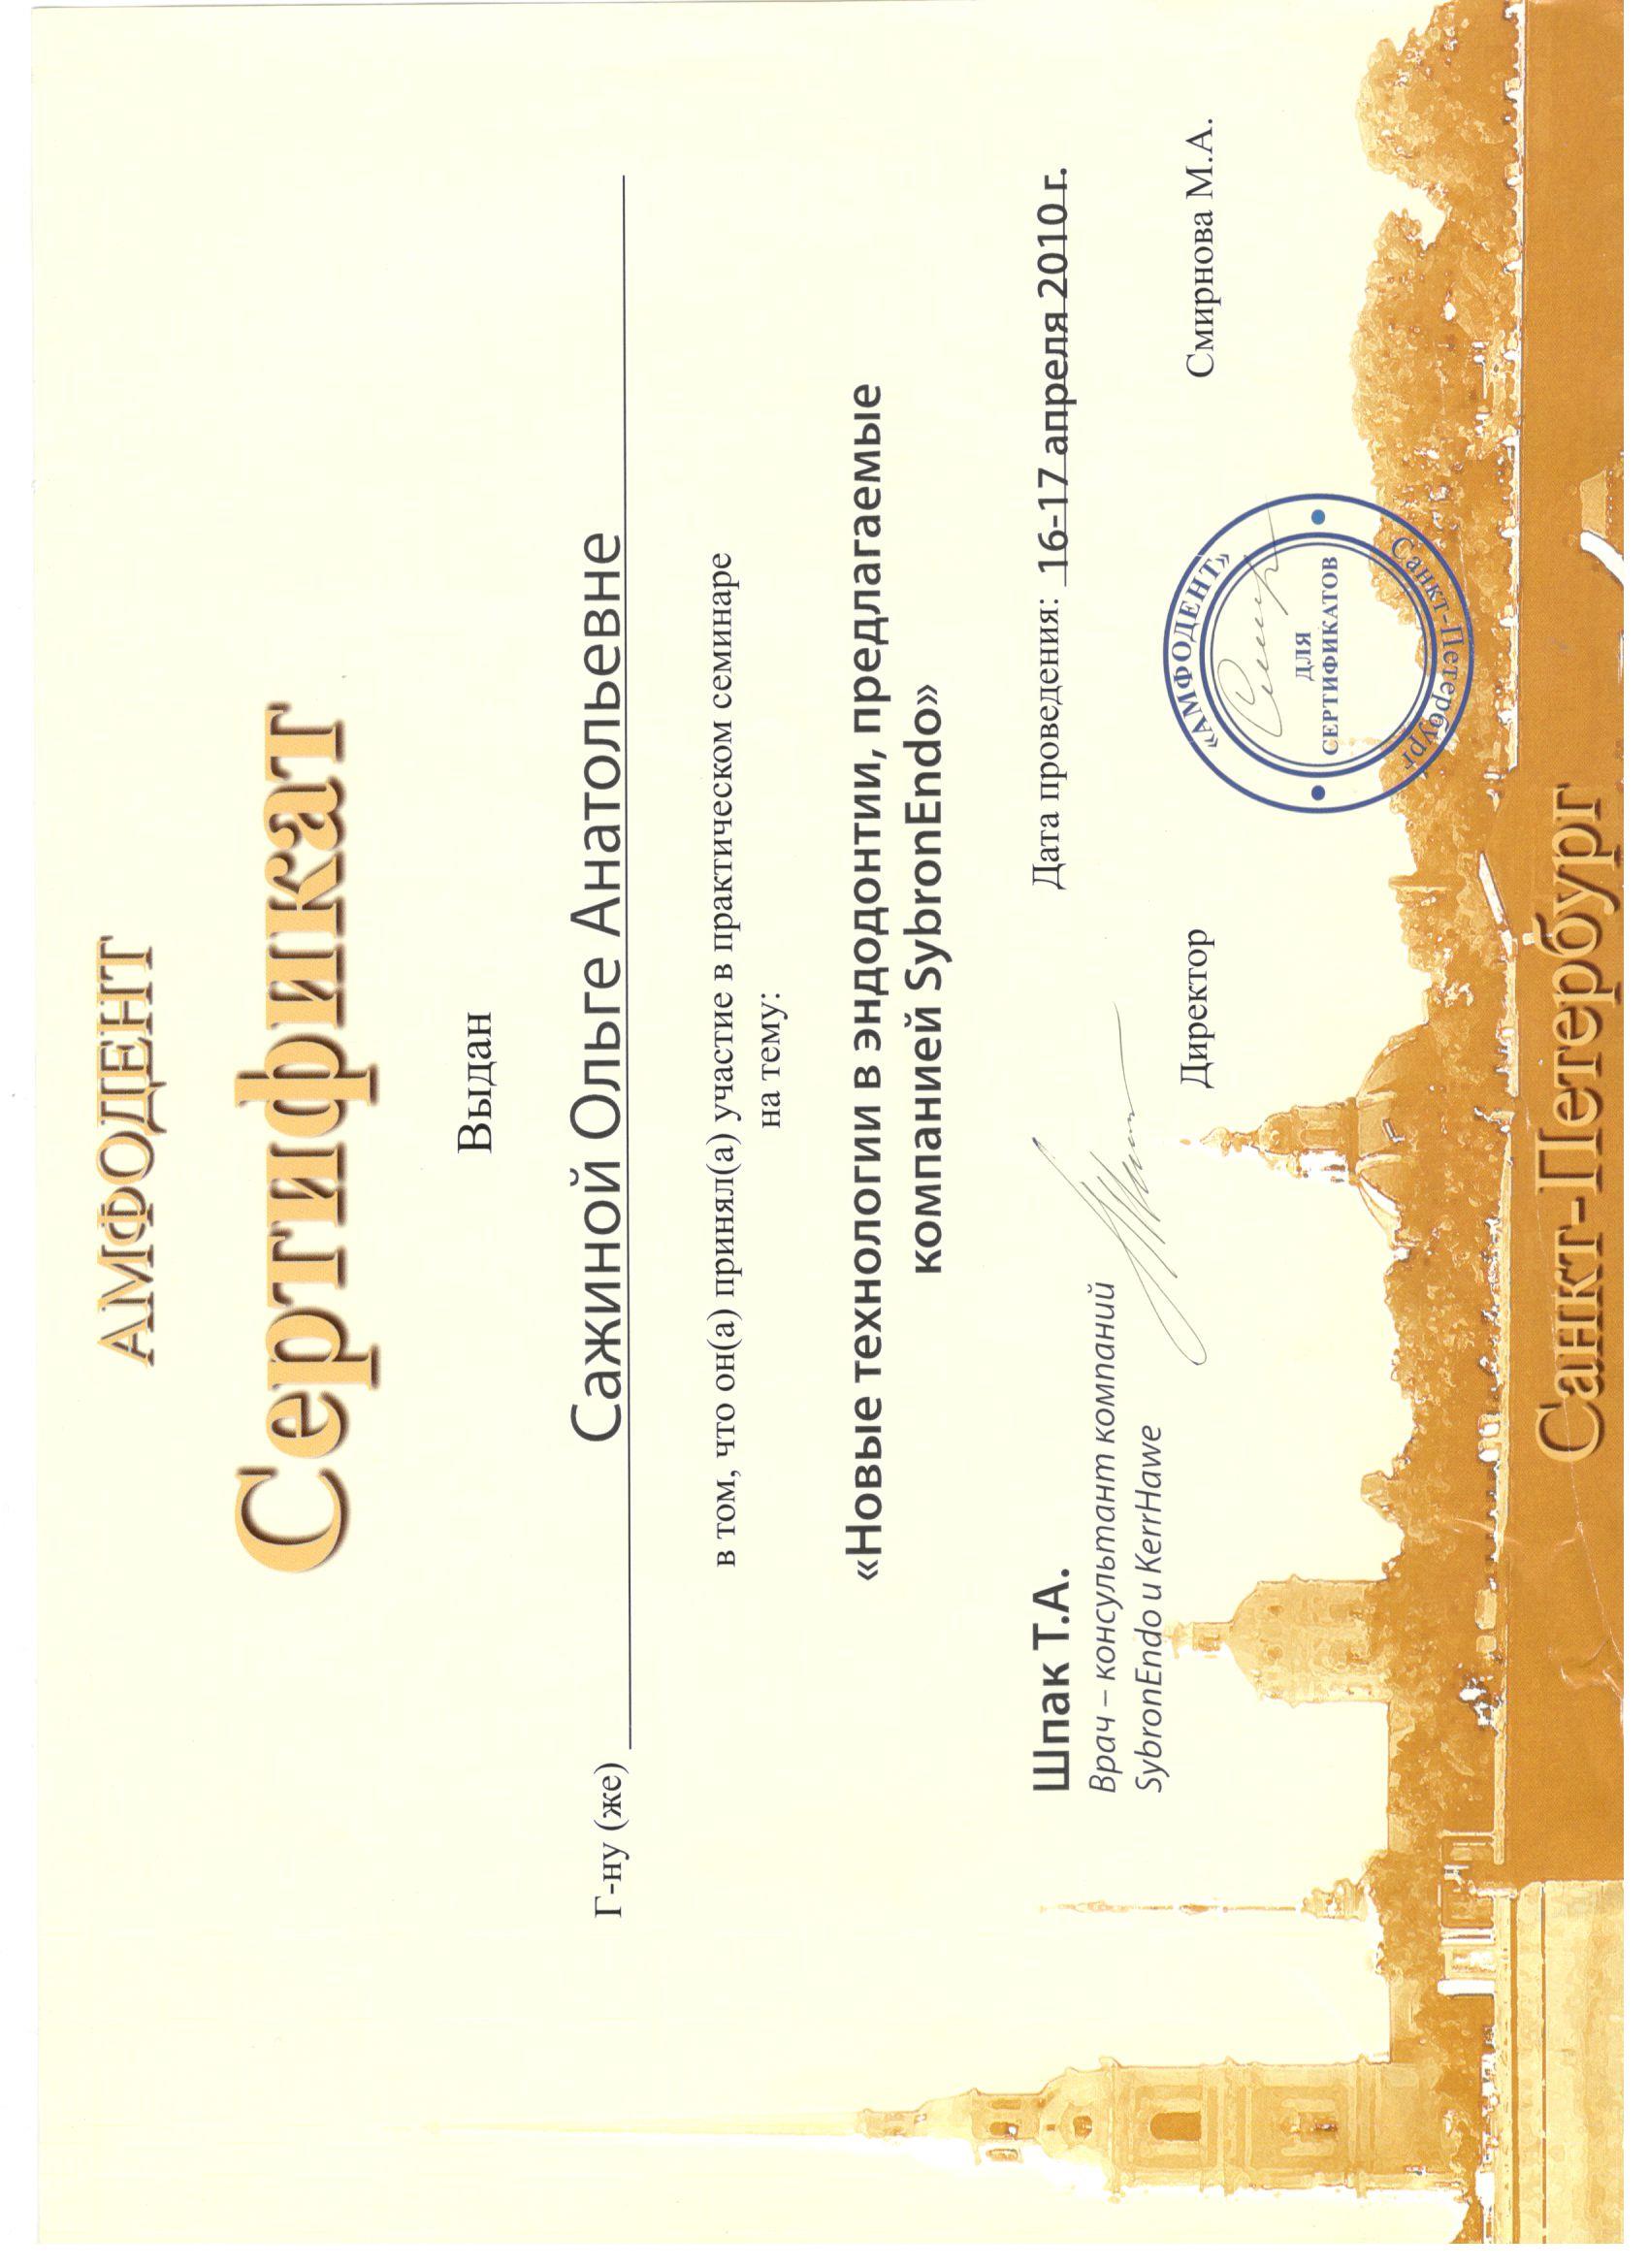 АМФОДЕНТ
Сертификат
Выдан
Г-ну (же) Сажиной Ольге Анатольевне
в том, что он(а) принял(а) участие в практическом семинаре
на тему:
«Новые технологии в эндодонтии, предлагаемые
компанией SybronEndo»
Шпак Т.А.
Врач – консультант компаний
SybronEndo и KerrHawe
Дата проведения: 16-17 апреля 2010 г.
Директор
Смирнова М.А.
«АМФОДЕНТ»
ДЛЯ
СЕРТИФИКАТОВ
Санкт-Петербург
Санкт-Петербург